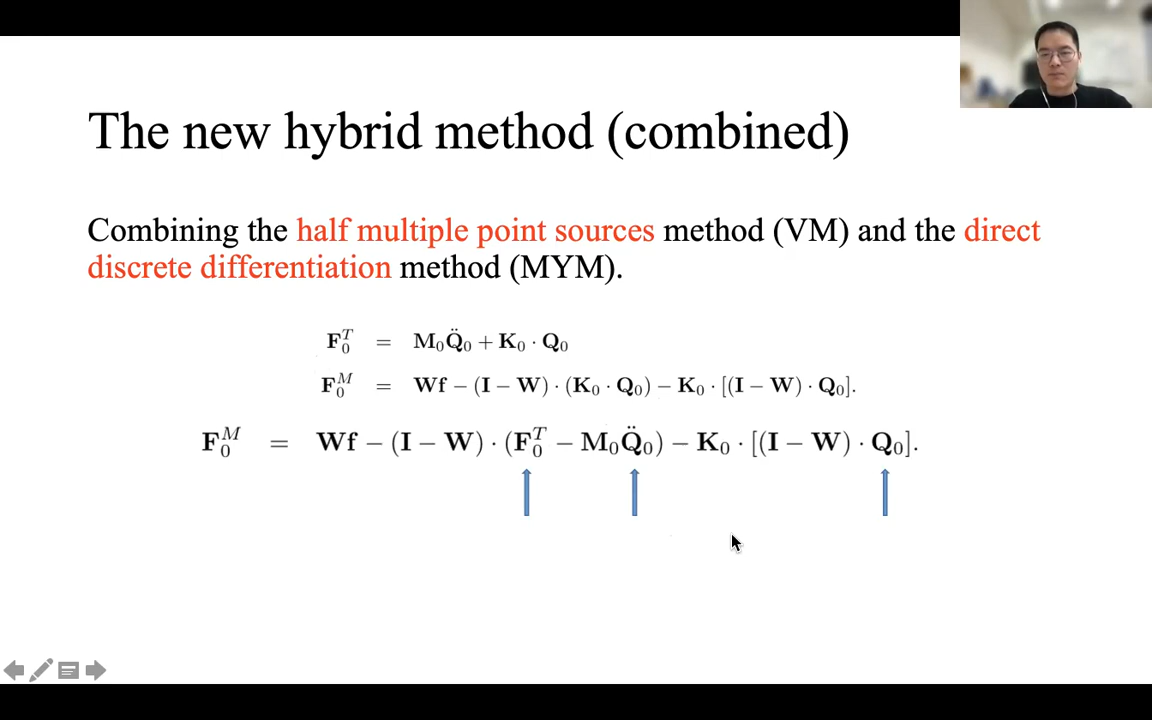 The new hybrid method (combined)
Combining the half multiple point sources method (VM) and the direct
discrete differentiation method (MYM).
𝐅₀ᵀ = 𝐌₀𝐐̈₀ + 𝐊₀ · 𝐐₀
𝐅₀ᴹ = 𝐖𝐟 − (𝐈 − 𝐖) · (𝐊₀ · 𝐐₀) − 𝐊₀ · [(𝐈 − 𝐖) · 𝐐₀].
𝐅₀ᴹ = 𝐖𝐟 − (𝐈 − 𝐖) · (𝐅₀ᵀ − 𝐌₀𝐐̈₀) − 𝐊₀ · [(𝐈 − 𝐖) · 𝐐₀].